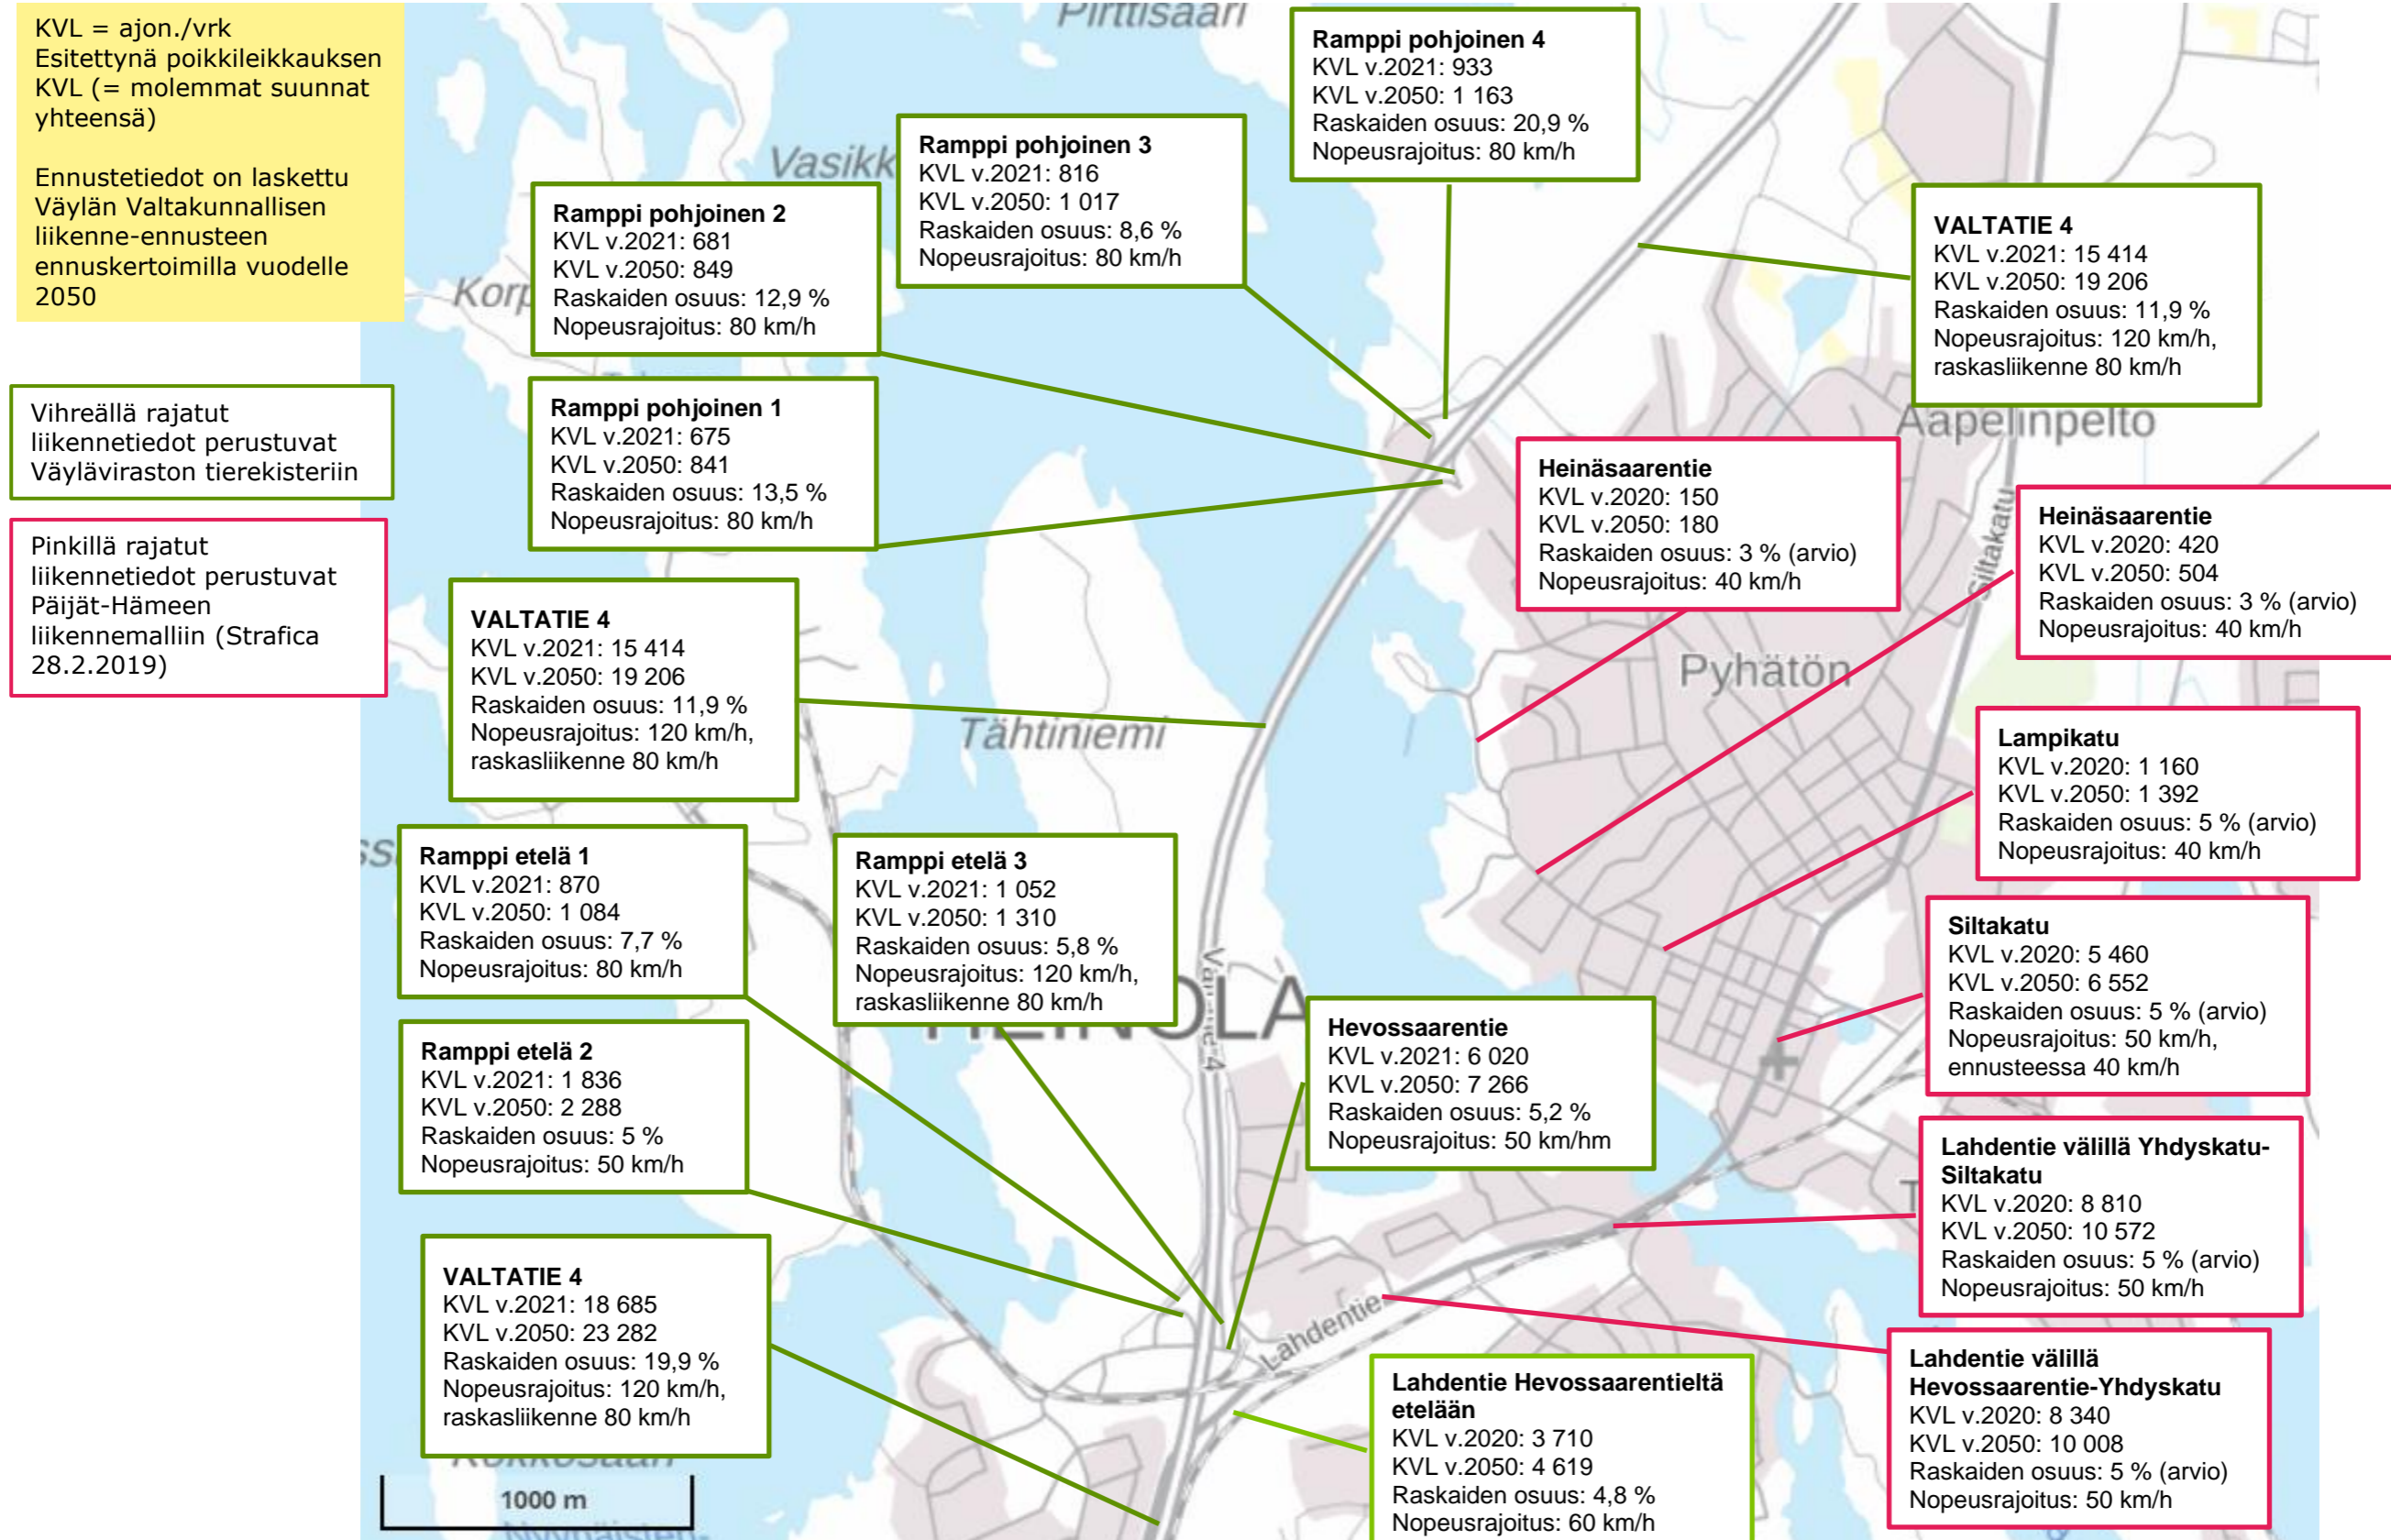 KVL = ajon./vrk
Esitettynä poikkileikkauksen
KVL (= molemmat suunnat
yhteensä)
Ennustetiedot on laskettu
Väylän Valtakunnallisen
liikenne-ennusteen
ennuskertoimilla vuodelle
2050
Vihreällä rajatut
liikennetiedot perustuvat
Väyläviraston tierekisteriin
Pinkillä rajatut
liikennetiedot perustuvat
Päijät-Hämeen
liikennemalliin (Strafica
28.2.2019)
Pirttisaari
Ramppi pohjoinen 4
KVL v.2021: 933
KVL v.2050: 1 163
Raskaiden osuus: 20,9 %
Nopeusrajoitus: 80 km/h
Ramppi pohjoinen 3
KVL v.2021: 816
KVL v.2050: 1 017
Raskaiden osuus: 8,6 %
Nopeusrajoitus: 80 km/h
Ramppi pohjoinen 2
KVL v.2021: 681
KVL v.2050: 849
Raskaiden osuus: 12,9 %
Nopeusrajoitus: 80 km/h
VALTATIE 4
KVL v.2021: 15 414
KVL v.2050: 19 206
Raskaiden osuus: 11,9 %
Nopeusrajoitus: 120 km/h,
raskasliikenne 80 km/h
Ramppi pohjoinen 1
KVL v.2021: 675
KVL v.2050: 841
Raskaiden osuus: 13,5 %
Nopeusrajoitus: 80 km/h
Aapelinpelto
Heinäsaarentie
KVL v.2020: 150
KVL v.2050: 180
Raskaiden osuus: 3 % (arvio)
Nopeusrajoitus: 40 km/h
Siltakatu
Heinäsaarentie
KVL v.2020: 420
KVL v.2050: 504
Raskaiden osuus: 3 % (arvio)
Nopeusrajoitus: 40 km/h
VALTATIE 4
KVL v.2021: 15 414
KVL v.2050: 19 206
Raskaiden osuus: 11,9 %
Nopeusrajoitus: 120 km/h,
raskasliikenne 80 km/h
Pyhätön
Tähtiniemi
Lampikatu
KVL v.2020: 1 160
KVL v.2050: 1 392
Raskaiden osuus: 5 % (arvio)
Nopeusrajoitus: 40 km/h
Ramppi etelä 1
KVL v.2021: 870
KVL v.2050: 1 084
Raskaiden osuus: 7,7 %
Nopeusrajoitus: 80 km/h
Ramppi etelä 3
KVL v.2021: 1 052
KVL v.2050: 1 310
Raskaiden osuus: 5,8 %
Nopeusrajoitus: 120 km/h,
raskasliikenne 80 km/h
HEINOLA
Siltakatu
KVL v.2020: 5 460
KVL v.2050: 6 552
Raskaiden osuus: 5 % (arvio)
Nopeusrajoitus: 50 km/h,
ennusteessa 40 km/h
Ramppi etelä 2
KVL v.2021: 1 836
KVL v.2050: 2 288
Raskaiden osuus: 5 %
Nopeusrajoitus: 50 km/h
Hevossaarentie
KVL v.2021: 6 020
KVL v.2050: 7 266
Raskaiden osuus: 5,2 %
Nopeusrajoitus: 50 km/hm
Lahdentie välillä Yhdyskatu-
Siltakatu
KVL v.2020: 8 810
KVL v.2050: 10 572
Raskaiden osuus: 5 % (arvio)
Nopeusrajoitus: 50 km/h
VALTATIE 4
KVL v.2021: 18 685
KVL v.2050: 23 282
Raskaiden osuus: 19,9 %
Nopeusrajoitus: 120 km/h,
raskasliikenne 80 km/h
Lahdentie
Lahdentie Hevossaarentieltä
etelään
KVL v.2020: 3 710
KVL v.2050: 4 619
Raskaiden osuus: 4,8 %
Nopeusrajoitus: 60 km/h
Lahdentie välillä
Hevossaarentie-Yhdyskatu
KVL v.2020: 8 340
KVL v.2050: 10 008
Raskaiden osuus: 5 % (arvio)
Nopeusrajoitus: 50 km/h
1000 m